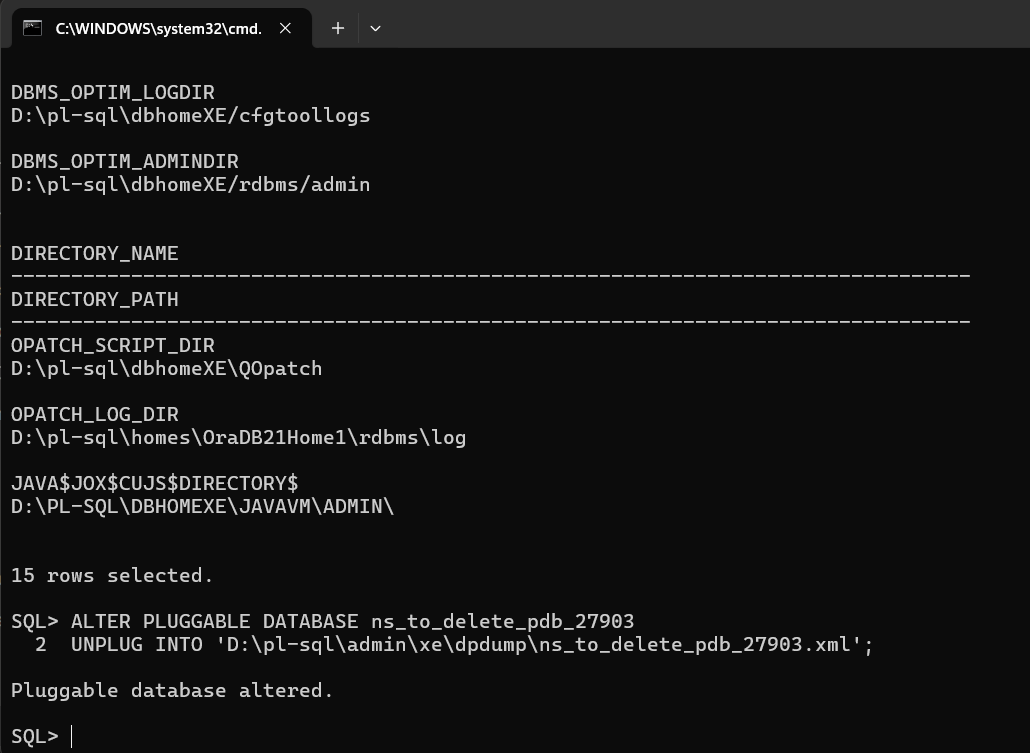 C:\WINDOWS\system32\cmd.
DBMS_OPTIM_LOGDIR
D:\pl-sql\dbhomeXE/cfgtoollogs
DBMS_OPTIM_ADMINDIR
D:\pl-sql\dbhomeXE/rdbms/admin
DIRECTORY_NAME
--------------------------------------------------------------------------------
DIRECTORY_PATH
--------------------------------------------------------------------------------
OPATCH_SCRIPT_DIR
D:\pl-sql\dbhomeXE\QOpatch
OPATCH_LOG_DIR
D:\pl-sql\homes\OraDB21Home1\rdbms\log
JAVA$JOX$CUJS$DIRECTORY$
D:\PL-SQL\DBHOMEXE\JAVAVM\ADMIN\
15 rows selected.
SQL> ALTER PLUGGABLE DATABASE ns_to_delete_pdb_27903
  2  UNPLUG INTO 'D:\pl-sql\admin\xe\dpdump\ns_to_delete_pdb_27903.xml';
Pluggable database altered.
SQL>